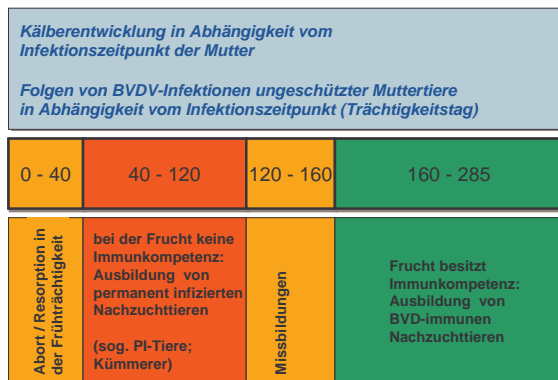 Kälberentwicklung in Abhängigkeit vom
Infektionszeitpunkt der Mutter
Folgen von BVDV-Infektionen ungeschützter Muttertiere
in Abhängigkeit vom Infektionszeitpunkt (Trächtigkeitstag)
0 - 40
40 - 120
120 - 160
160 - 285
Abort / Resorption in
der Frühträchtigkeit
bei der Frucht keine
Immunkompetenz:
Ausbildung von
permanent infizierten
Nachzuchttieren
(sog. PI-Tiere;
Kümmerer)
Missbildungen
Frucht besitzt
Immunkompetenz:
Ausbildung von
BVD-immunen
Nachzuchttieren